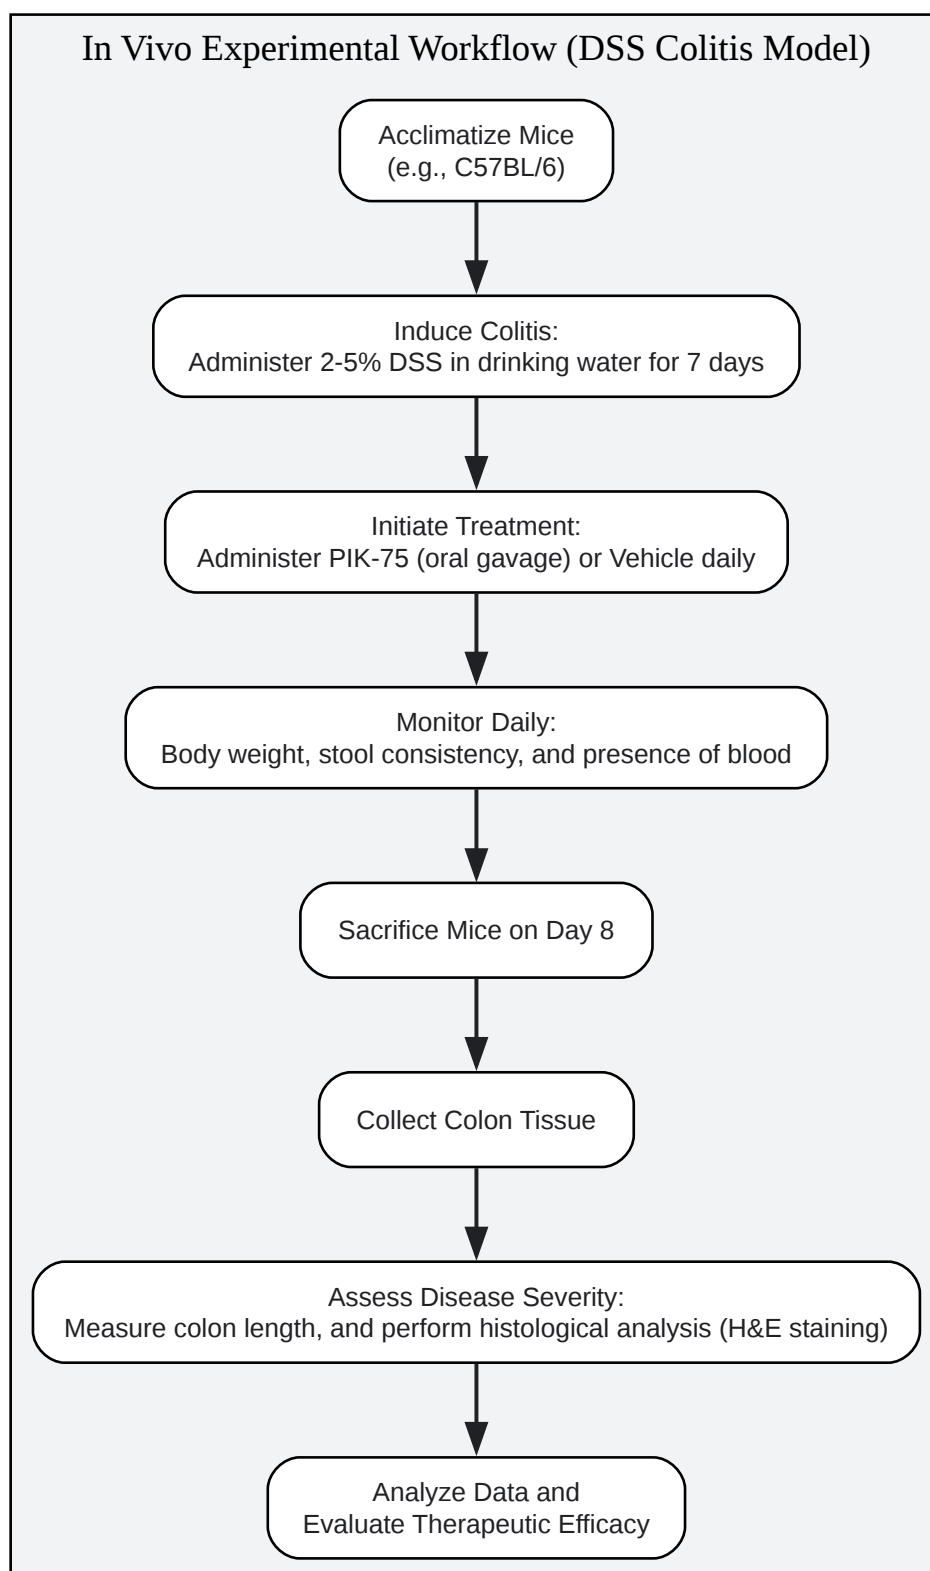 In Vivo Experimental Workflow (DSS Colitis Model)
Acclimatize Mice
(e.g., C57BL/6)
Induce Colitis:
Administer 2-5% DSS in drinking water for 7 days
Initiate Treatment:
Administer PIK-75 (oral gavage) or Vehicle daily
Monitor Daily:
Body weight, stool consistency, and presence of blood
Sacrifice Mice on Day 8
Collect Colon Tissue
Assess Disease Severity:
Measure colon length, and perform histological analysis (H&E staining)
Analyze Data and
Evaluate Therapeutic Efficacy